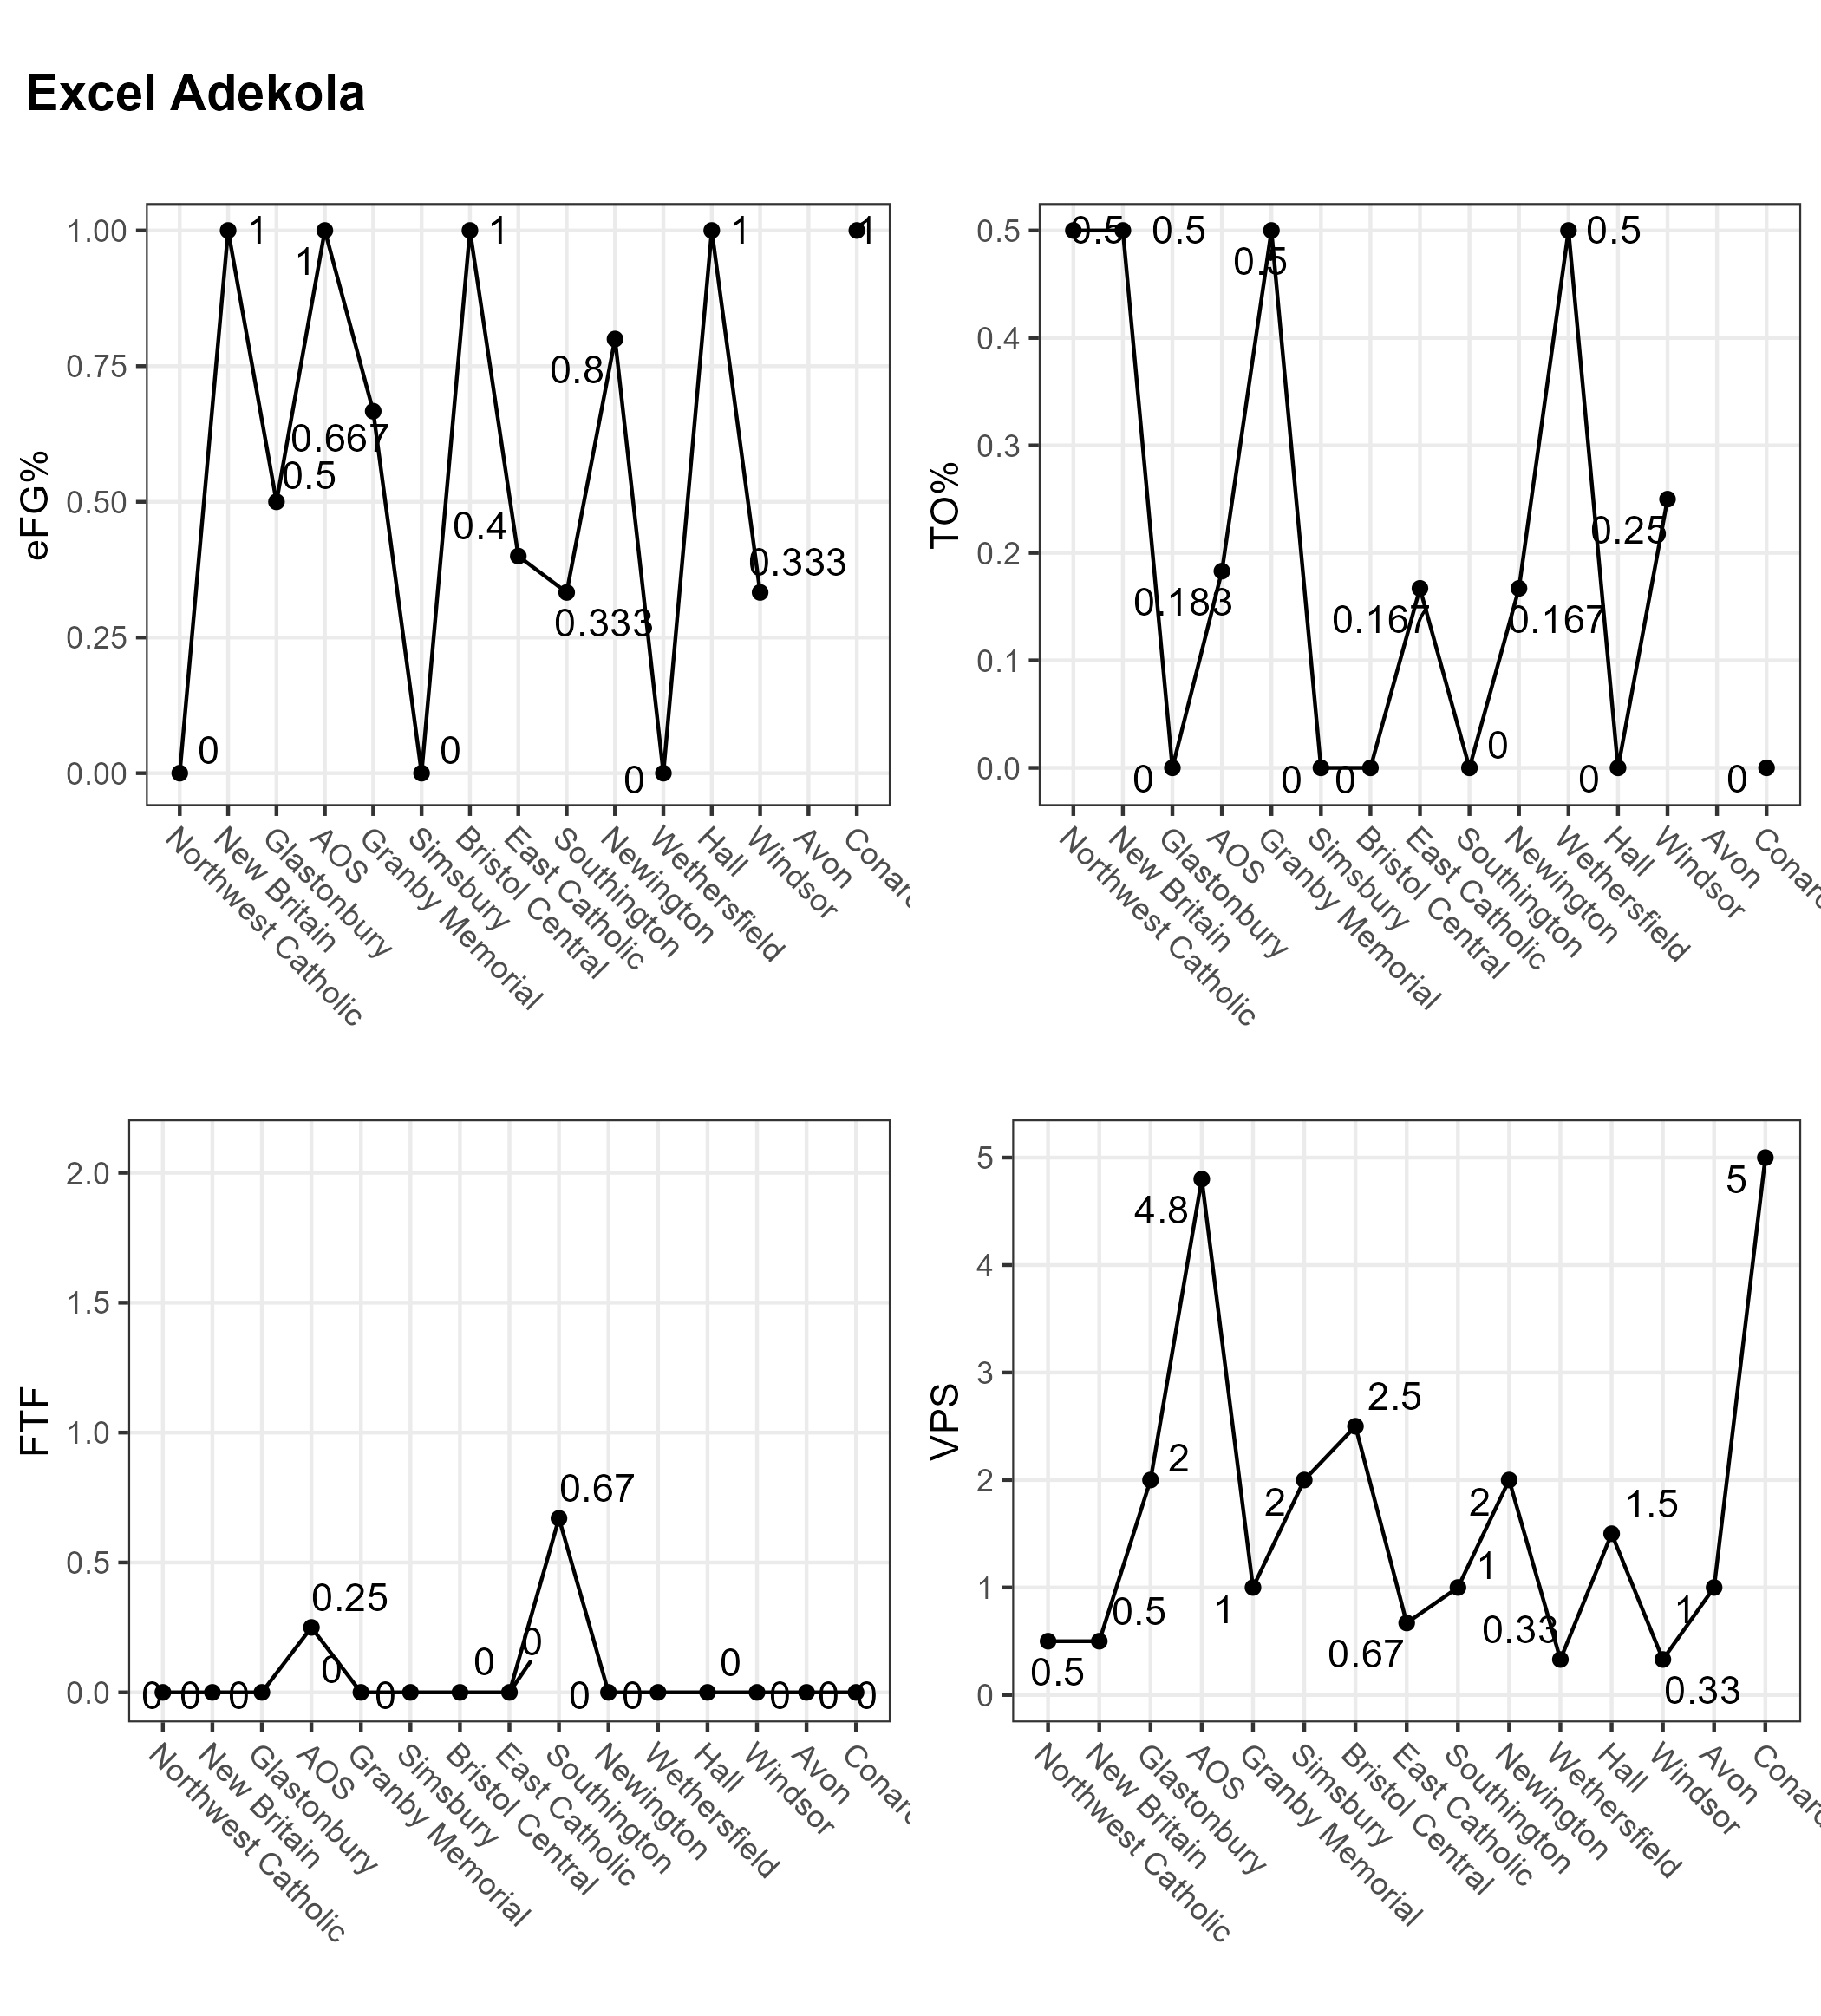 Excel Adekola
eFG%
1.00
0.75
0.50
0.25
0.00
0
1
0.5
1
0.667
0
1
0.4
0.333
0.8
0
1
0.333
1
Northwest Catholic
New Britain
Glastonbury
AOS
Granby Memorial
Simsbury
Bristol Central
East Catholic
Southington
Newington
Wethersfield
Hall
Windsor
Avon
Conard
TO%
0.5
0.4
0.3
0.2
0.1
0.0
0.5
0.5
0
0.183
0.5
0
0
0.167
0
0.167
0.5
0
0.25
0
Northwest Catholic
New Britain
Glastonbury
AOS
Granby Memorial
Simsbury
Bristol Central
East Catholic
Southington
Newington
Wethersfield
Hall
Windsor
Avon
Conard
FTF
2.0
1.5
1.0
0.5
0.0
0
0
0
0.25
0
0
0
0
0.67
0
0
0
0
0
0
Northwest Catholic
New Britain
Glastonbury
AOS
Granby Memorial
Simsbury
Bristol Central
East Catholic
Southington
Newington
Wethersfield
Hall
Windsor
Avon
Conard
VPS
5
4
3
2
1
0
0.5
0.5
2
4.8
1
2
2.5
0.67
1
2
0.33
1.5
0.33
1
5
Northwest Catholic
New Britain
Glastonbury
AOS
Granby Memorial
Simsbury
Bristol Central
East Catholic
Southington
Newington
Wethersfield
Hall
Windsor
Avon
Conard